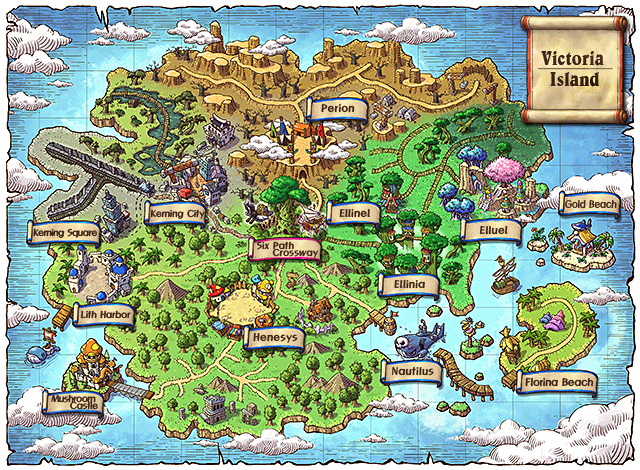 Victoria
Island
Perion
Gold Beach
Kerning City
Ellinel
Elluel
Kerning Square
Six Path
Crossway
Ellinia
Lith Harbor
Henesys
Nautilus
Florina Beach
Mushroom
Castle